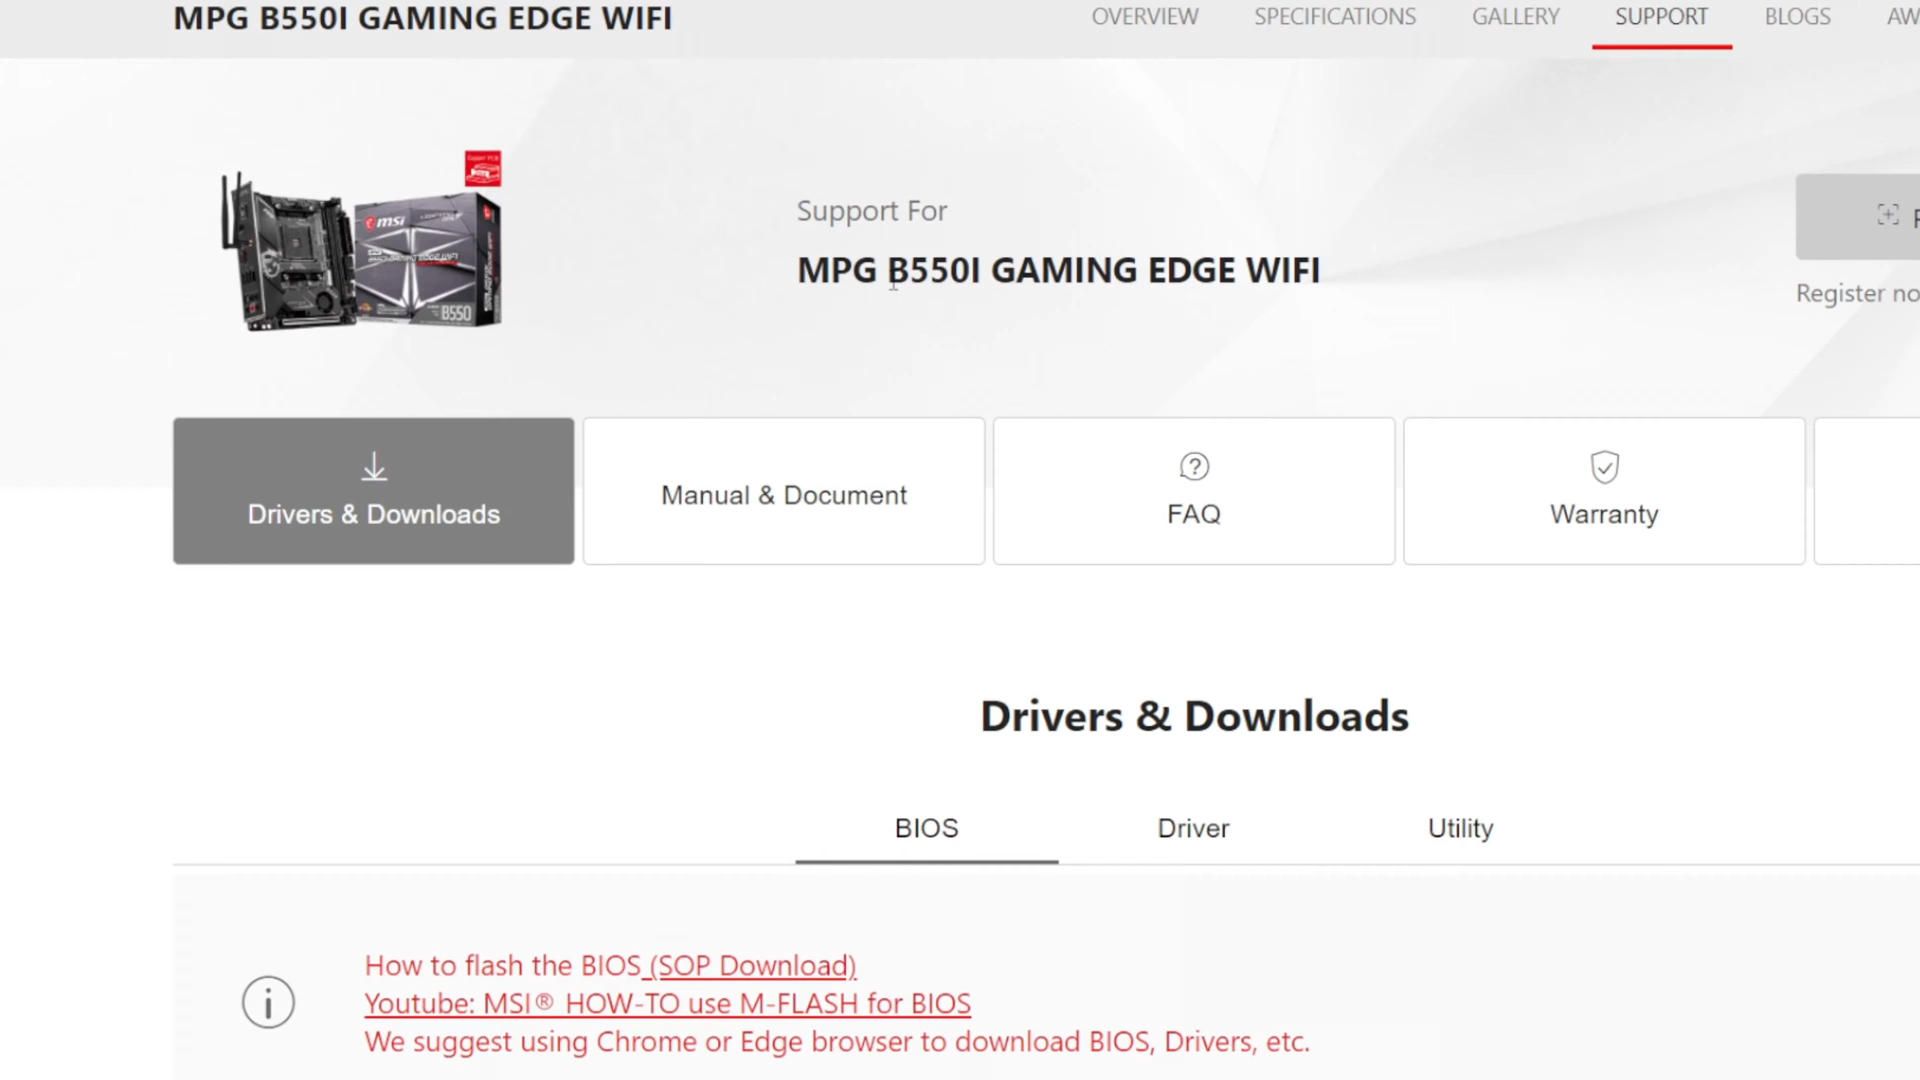 MPG B550I GAMING EDGE WIFI
OVERVIEW SPECIFICATIONS GALLERY SUPPORT BLOGS AW
Support For
MPG B550I GAMING EDGE WIFI
Register no
msi
B550
Drivers & Downloads
Manual & Document
FAQ
Warranty
Drivers & Downloads
BIOS Driver Utility
How to flash the BIOS (SOP Download)
Youtube: MSI® HOW-TO use M-FLASH for BIOS
We suggest using Chrome or Edge browser to download BIOS, Drivers, etc.